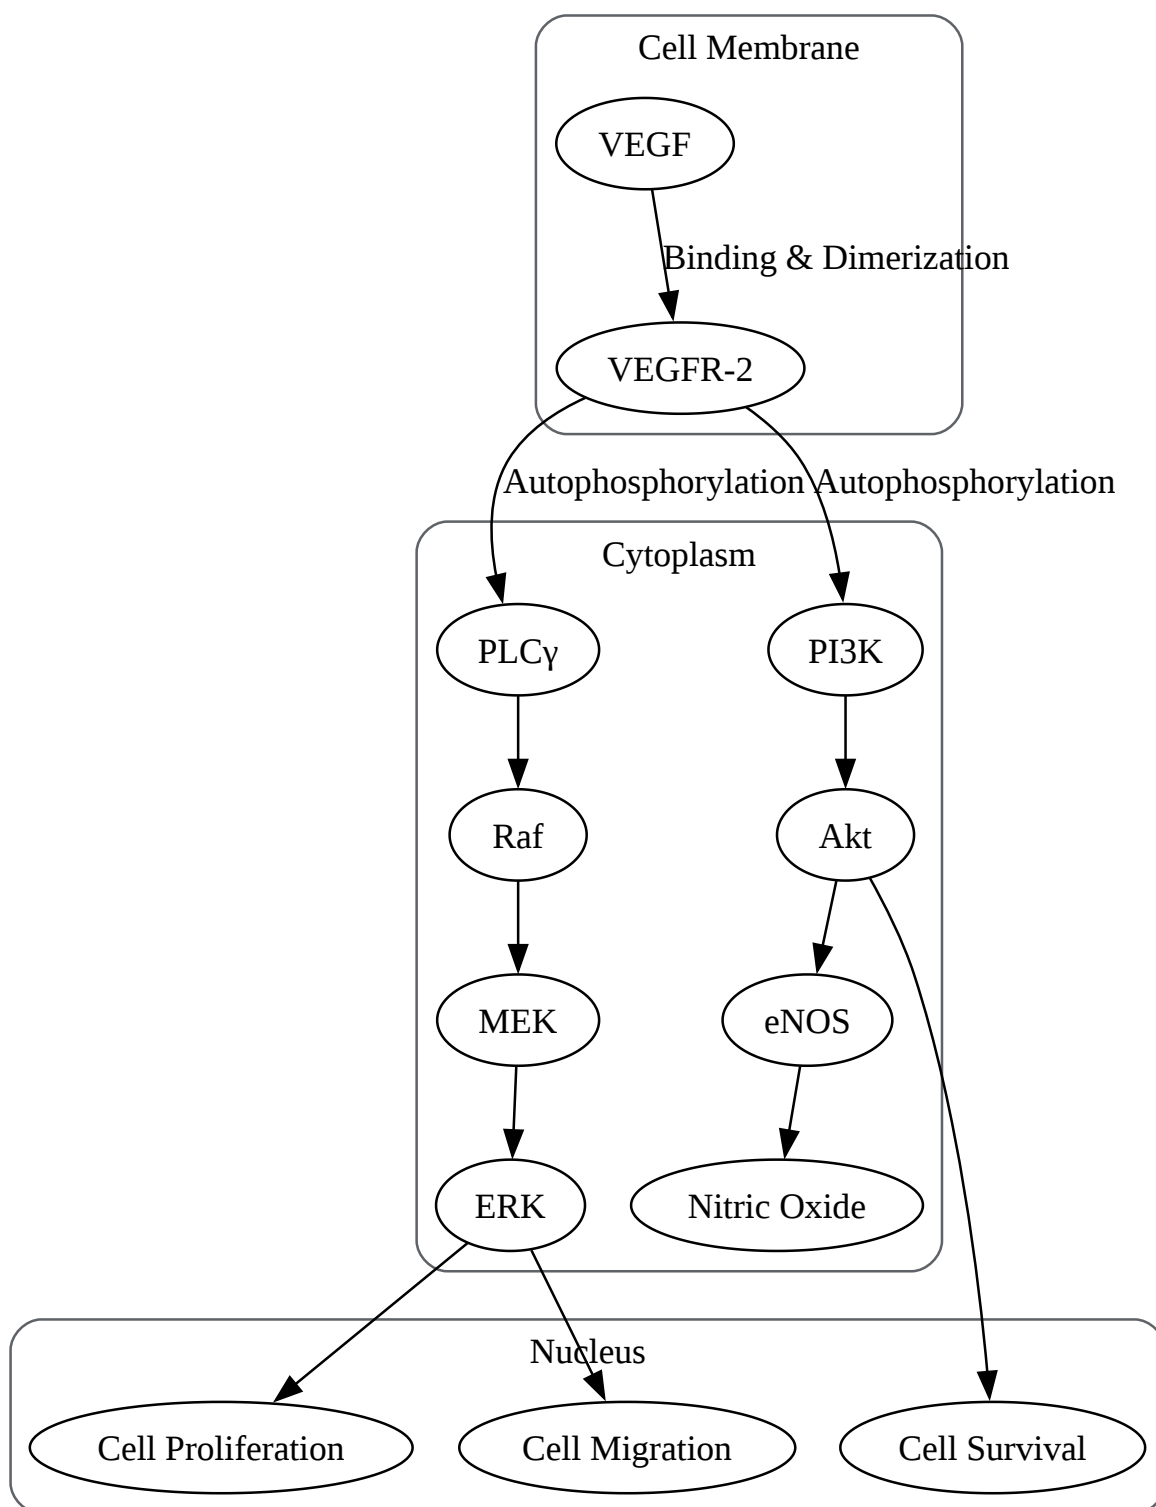 Cell Membrane
VEGF
Binding & Dimerization
VEGFR-2
Autophosphorylation
Autophosphorylation
Cytoplasm
PLCγ
PI3K
Raf
Akt
MEK
eNOS
ERK
Nitric Oxide
Nucleus
Cell Proliferation
Cell Migration
Cell Survival